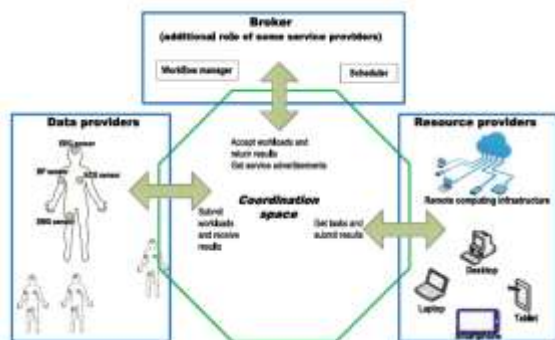 Broker
(additional role of some service providers)
Workflow manager
Scheduler
Data providers
EEG sensor
BP sensor
ECG sensor
EMG sensor
Accept workloads and
return results
Get service advertisements
Coordination
space
Submit
workloads
and receive
results
Get tasks and
submit results
Resource providers
Remote computing infrastructure
Desktop
Laptop
Tablet
Smartphone